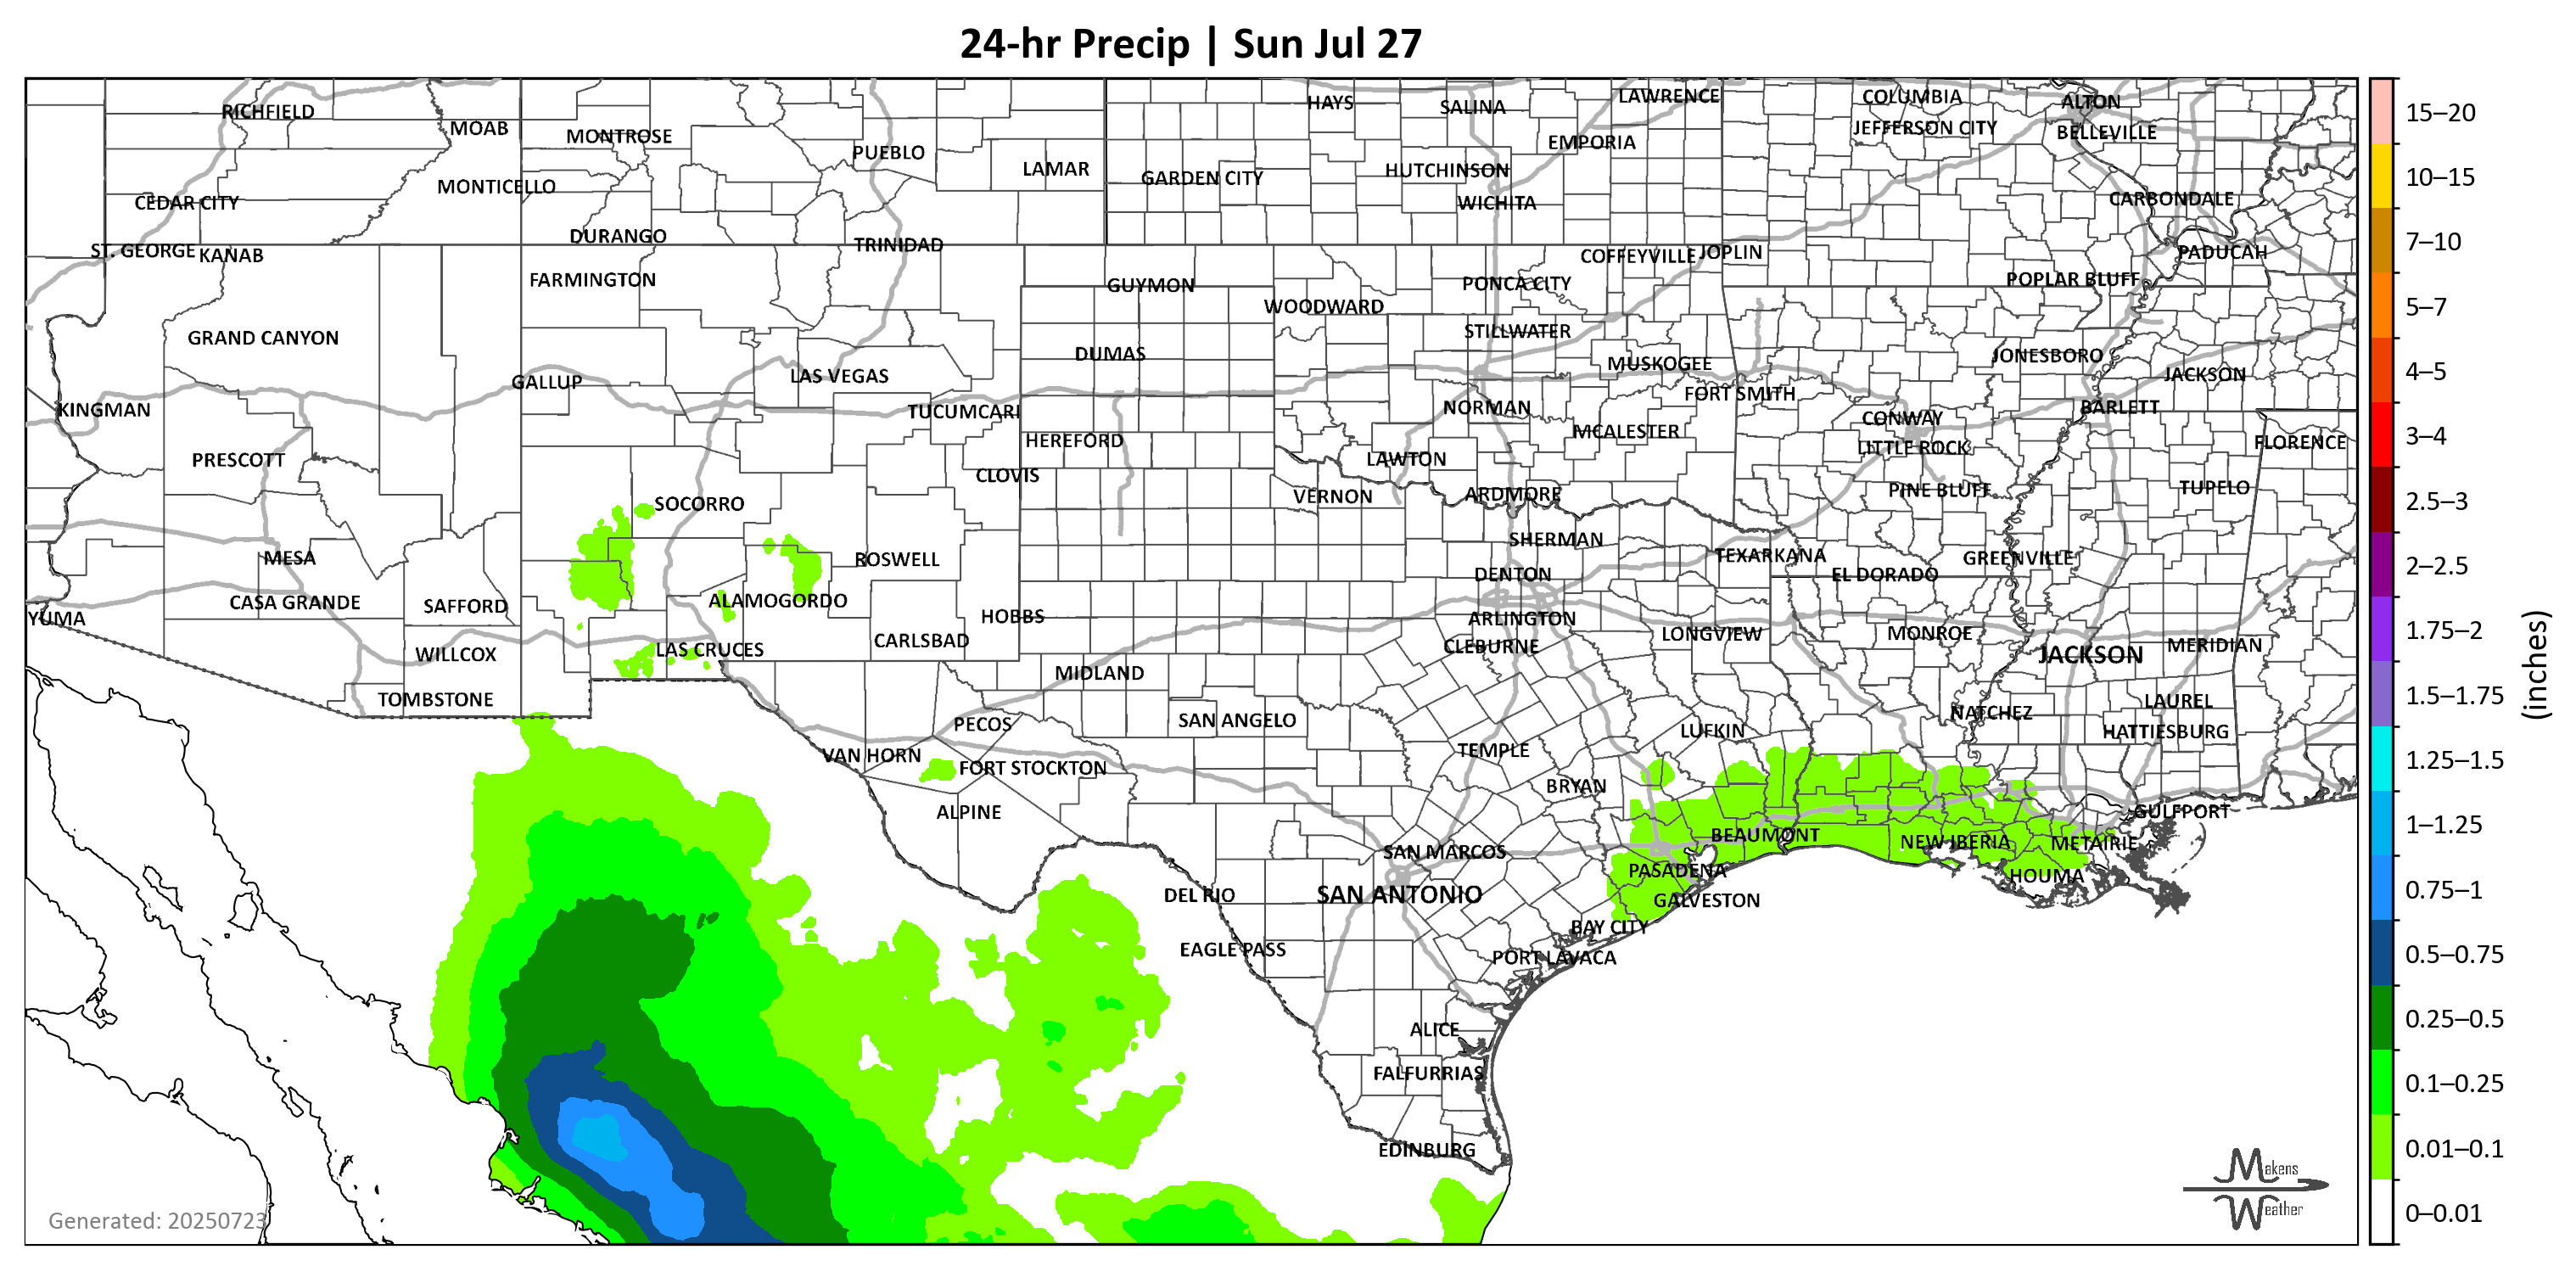 24-hr Precip | Sun Jul 27
RICHFIELD
MOAB
MONTROSE
PUEBLO
LAMAR
HAYS
SALINA
LAWRENCE
COLUMBIA
ALTON
JEFFERSON CITY
BELLEVILLE
EMPORIA
GARDEN CITY
HUTCHINSON
WICHITA
MONTICELLO
CEDAR CITY
CARBONDALE
DURANGO
TRINIDAD
ST. GEORGE
KANAB
COFFEYVILLE
JOPLIN
PADUCAH
FARMINGTON
GUYMON
PONCA CITY
POPLAR BLUFF
WOODWARD
GRAND CANYON
STILLWATER
DUMAS
JONESBORO
LAS VEGAS
MUSKOGEE
JACKSON
GALLUP
FORT SMITH
KINGMAN
TUCUMCARI
NORMAN
BARLETT
CONWAY
HEREFORD
MCALESTER
LITTLE ROCK
FLORENCE
PRESCOTT
LAWTON
CLOVIS
VERNON
ARDMORE
PINE BLUFF
TUPELO
SOCORRO
SHERMAN
MESA
ROSWELL
TEXARKANA
GREENVILLE
DENTON
EL DORADO
CASA GRANDE
SAFFORD
ALAMOGORDO
YUMA
HOBBS
ARLINGTON
CARLSBAD
CLEBURNE
LONGVIEW
MONROE
MERIDIAN
WILLCOX
LAS CRUCES
JACKSON
MIDLAND
TOMBSTONE
LAUREL
PECOS
SAN ANGELO
NATCHEZ
LUFKIN
HATTIESBURG
VAN HORN
TEMPLE
FORT STOCKTON
BRYAN
ALPINE
GULFPORT
BEAUMONT
NEW IBERIA
METAIRIE
SAN MARCOS
PASADENA
HOUMA
DEL RIO
SAN ANTONIO
GALVESTON
BAY CITY
EAGLE PASS
PORT LAVACA
ALICE
FALFURRIAS
EDINBURG
Generated: 20250723
Makens
Weather
15–20
10–15
7–10
5–7
4–5
3–4
2.5–3
2–2.5
1.75–2
1.5–1.75
1.25–1.5
1–1.25
0.75–1
0.5–0.75
0.25–0.5
0.1–0.25
0.01–0.1
0–0.01
(inches)